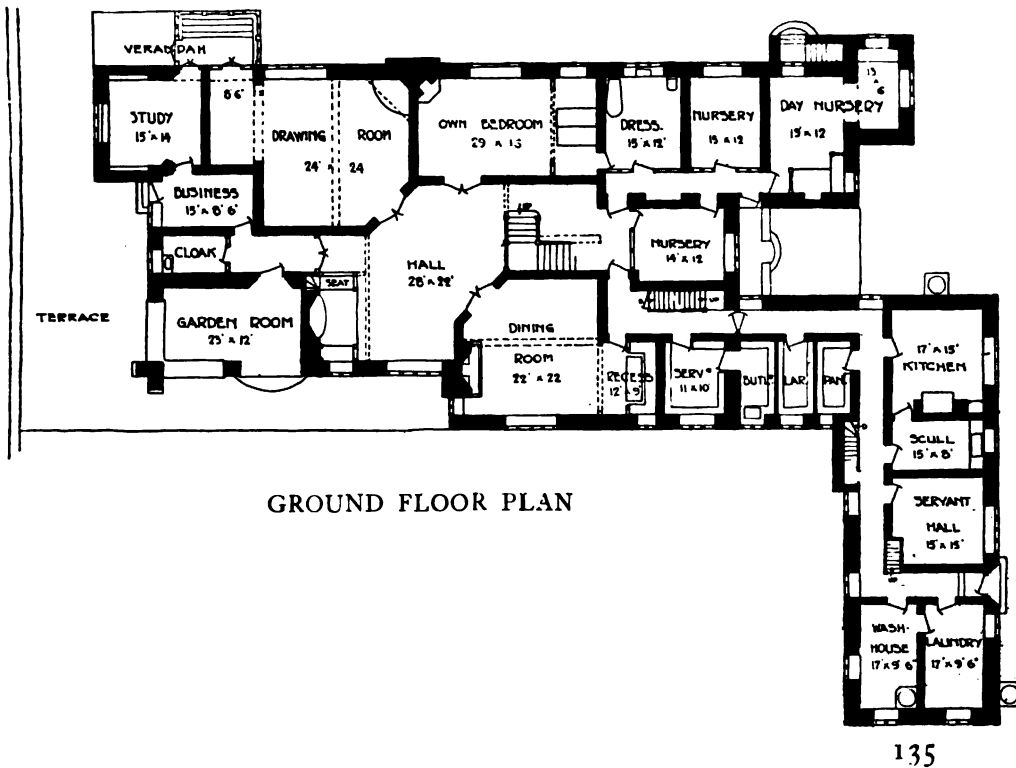 VERANDAH
STUDY
15' x 14
8'6"
DRAWING ROOM
24' x 24
OWN BEDROOM
29 x 15
DRESS.
15' x 12'
NURSERY
15 x 12
DAY NURSERY
15' x 12
BUSINESS
15' x 8' 6"
CLOAK
UP
NURSERY
14' x 12
HALL
28' x 22'
SEAT
TERRACE
GARDEN ROOM
25' x 12'
DINING
ROOM
22' x 22
UP
RECESS
12' x 9'
SERVG
11 x 10'
BUTL
LAR
PAN
17' x 15'
KITCHEN
SCULL
15' x 8'
GROUND FLOOR PLAN
SERVANT
HALL
15' x 15'
UP
WASH-
HOUSE
17' x 9' 6"
LAUNDRY
17' x 9' 6"
135